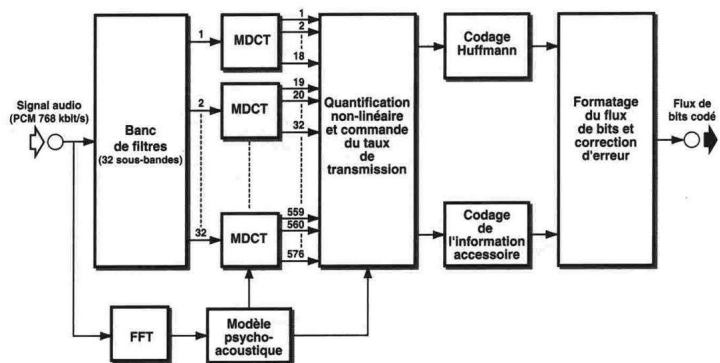 Signal audio
(PCM 768 kbit/s)
Banc
de filtres
(32 sous-bandes)
1
2
32
MDCT
MDCT
MDCT
1
2
18
19
20
32
559
560
576
Quantification
non-linéaire
et commande
du taux
de
transmission
Codage
Huffmann
Codage
de
l'information
accessoire
Formatage
du flux
de bits et
correction
d'erreur
Flux de
bits codé
FFT
Modèle
psycho-
acoustique